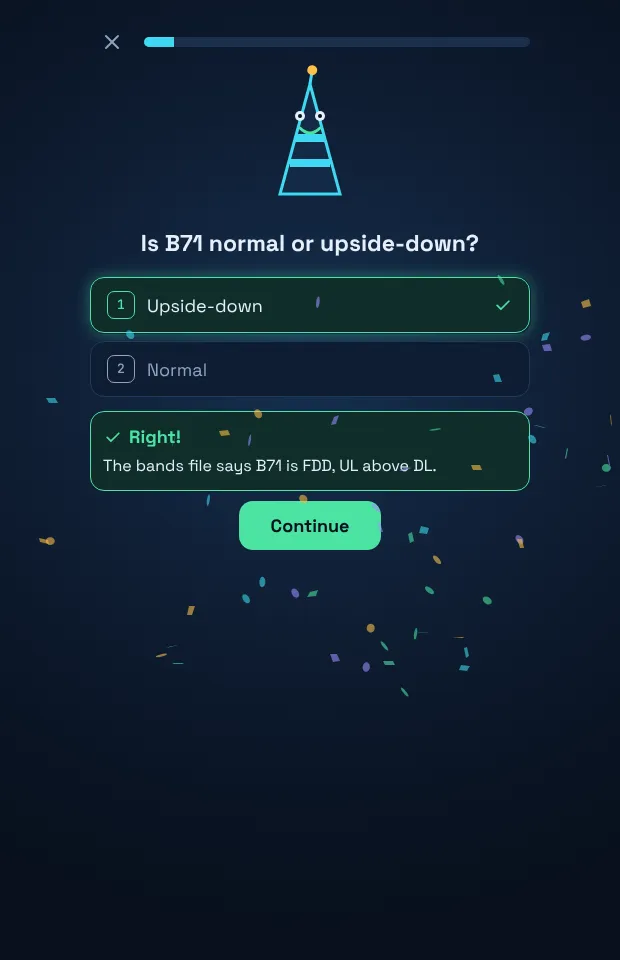 Is B71 normal or upside-down?
1 Upside-down
2 Normal
Right!
The bands file says B71 is FDD, UL above DL.
Continue